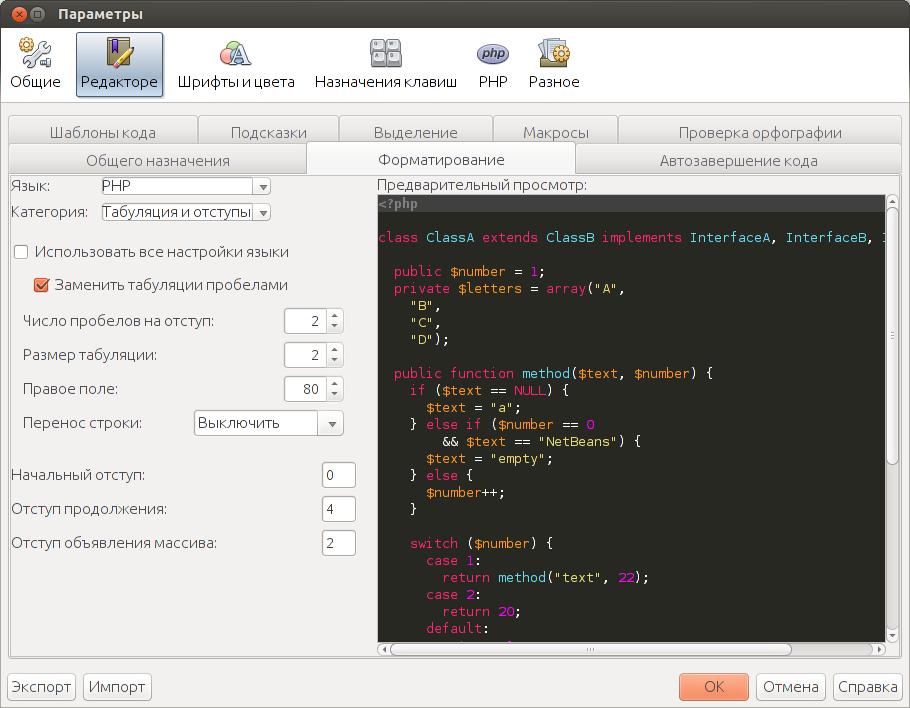 Параметры
Общие
Редакторе
Шрифты и цвета
Назначения клавиш
php
PHP
Разное
Шаблоны кода
Подсказки
Выделение
Макросы
Проверка орфографии
Общего назначения
Форматирование
Автозавершение кода
Язык: PHP
Категория: Табуляция и отступы
Использовать все настройки языки
Заменить табуляции пробелами
Число пробелов на отступ: 2
Размер табуляции: 2
Правое поле: 80
Перенос строки: Выключить
Начальный отступ: 0
Отступ продолжения: 4
Отступ объявления массива: 2
Предварительный просмотр:
<?php
class ClassA extends ClassB implements InterfaceA, InterfaceB,
public $number = 1;
private $letters = array("A",
"B",
"C",
"D");
public function method($text, $number) {
if ($text == NULL) {
$text = "a";
} else if ($number == 0
&& $text == "NetBeans") {
$text = "empty";
} else {
$number++;
}
switch ($number) {
case 1:
return method("text", 22);
case 2:
return 20;
default:
Экспорт
Импорт
OK
Отмена
Справка